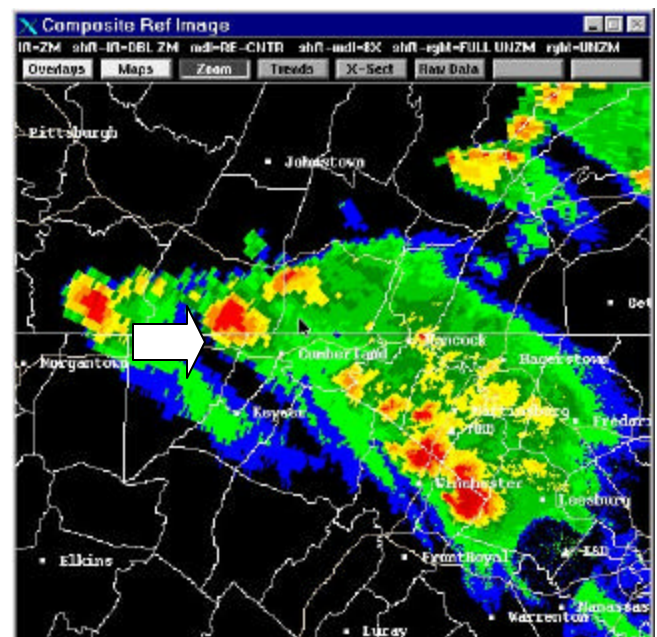 Composite Ref Image
lft-ZM shft-lft-DBL ZM mdl-RE-CNTR shft-mdl-8X shft-rght-FULL UNZM rght-UNZM
Overlays Maps Zoom Trends X-Sect Raw Data
Pittsburgh
Johnstown
Get
Hancock
Morgantown Cumberland Hagerstown
Keyser Martinsburg Frederi
Winchester
Leesburg
Elkins Front Royal
Manassas
Warrenton
Luray